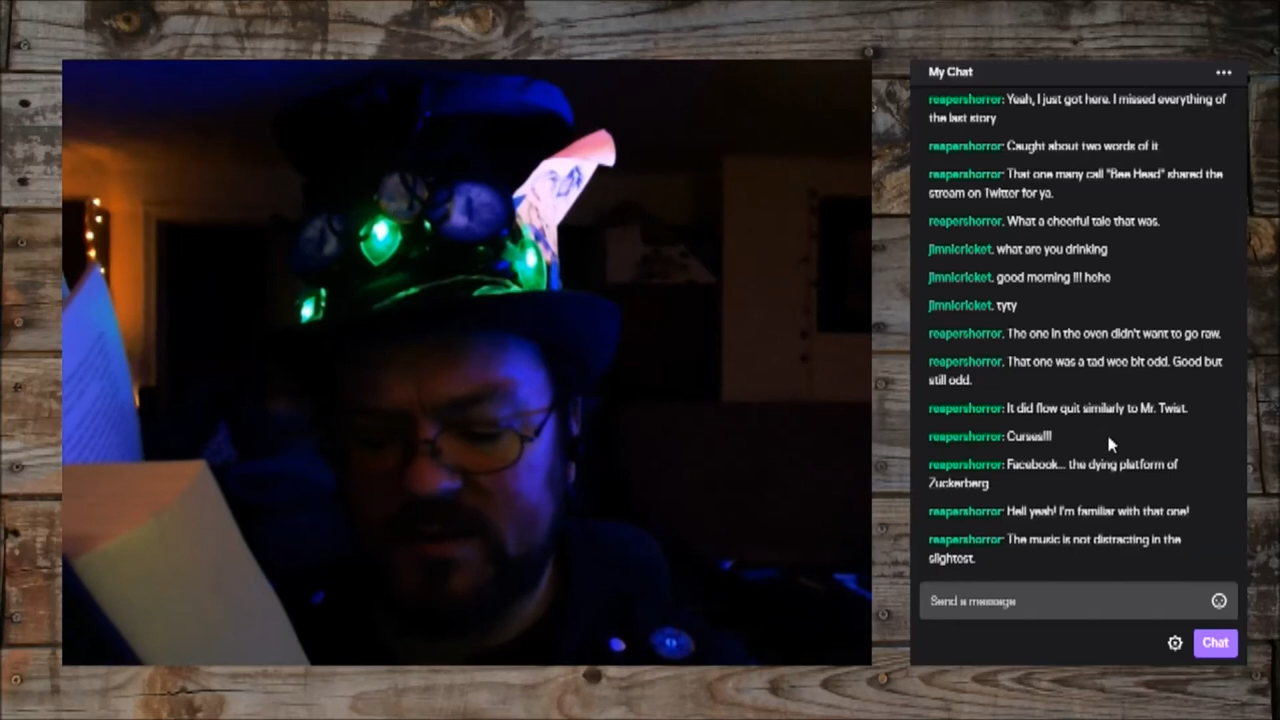 My Chat
reapershorror: Yeah, I just got here. I missed everything of
the last story
reapershorror: Caught about two words of it
reapershorror: That one many call "Bee Head" shared the
stream on Twitter for ya.
reapershorror: What a cheerful tale that was.
jimnicricket: what are you drinking
jimnicricket: good morning !!! hehe
jimnicricket: tyty
reapershorror: The one in the oven didn't want to go raw.
reapershorror: That one was a tad wee bit odd. Good but
still odd.
reapershorror: It did flow quit similarly to Mr. Twist.
reapershorror: Curses!!!
reapershorror: Facebook... the dying platform of
Zuckerberg
reapershorror: Hell yeah! I'm familiar with that one!
reapershorror: The music is not distracting in the
slightest.
Send a message
Chat